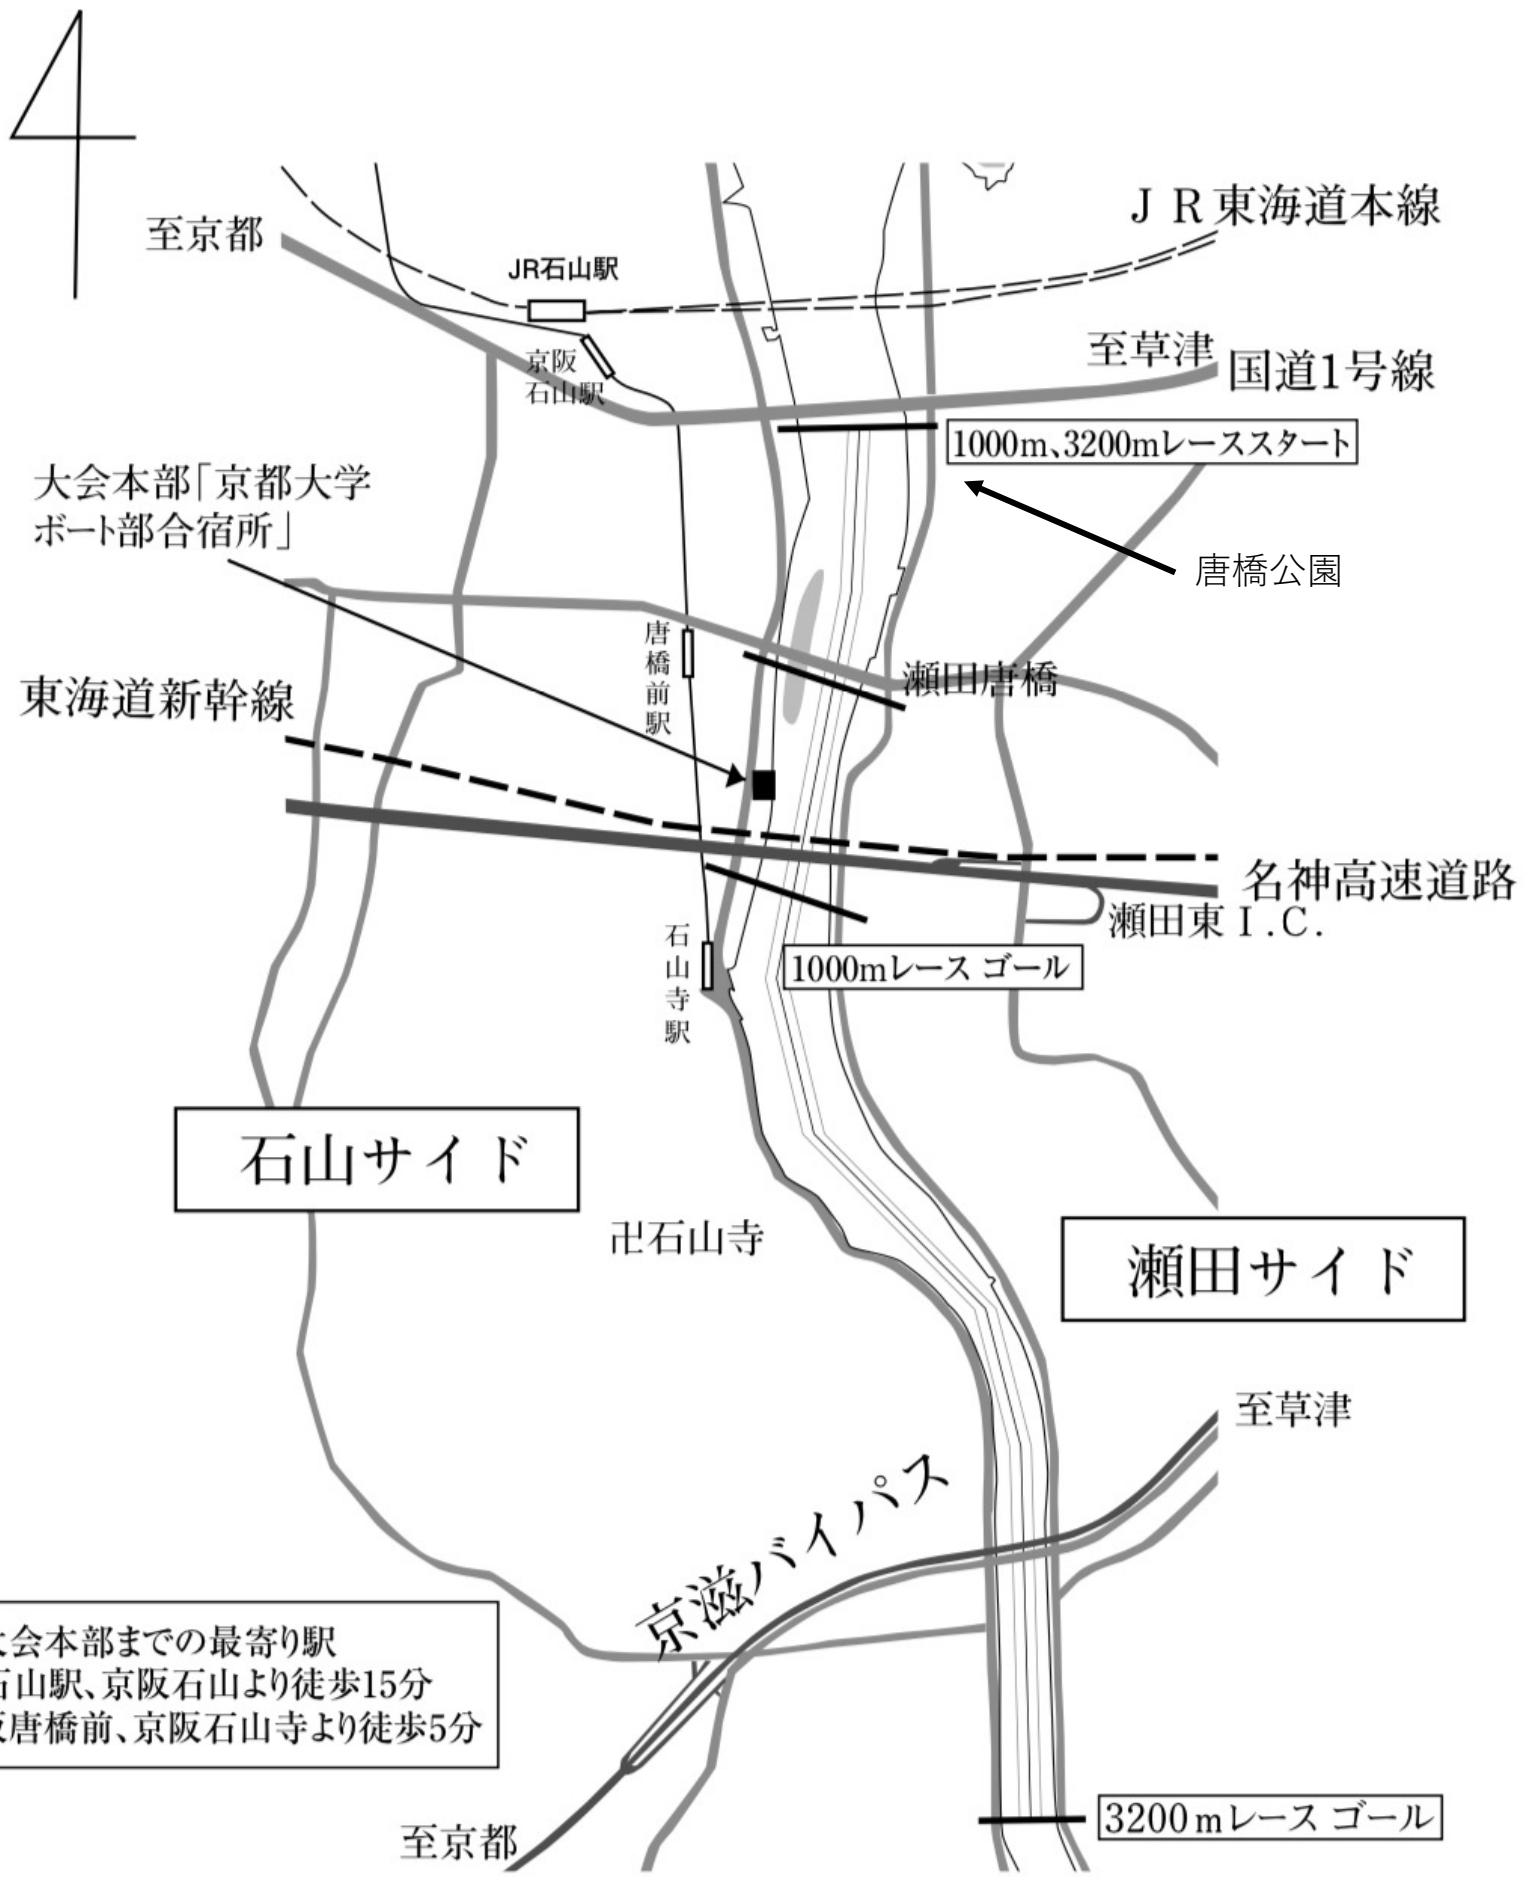 JR東海道本線
至京都
JR石山駅
至草津
国道1号線
京阪
石山駅
1000m、3200mレーススタート
大会本部「京都大学
ボート部合宿所」
唐橋公園
唐橋前駅
瀬田唐橋
東海道新幹線
名神高速道路
瀬田東I.C.
石山寺駅
1000mレース ゴール
石山サイド
卍石山寺
瀬田サイド
至草津
京滋バイパス
会本部までの最寄り駅
石山駅、京阪石山より徒歩15分
唐橋前、京阪石山寺より徒歩5分
3200mレース ゴール
至京都